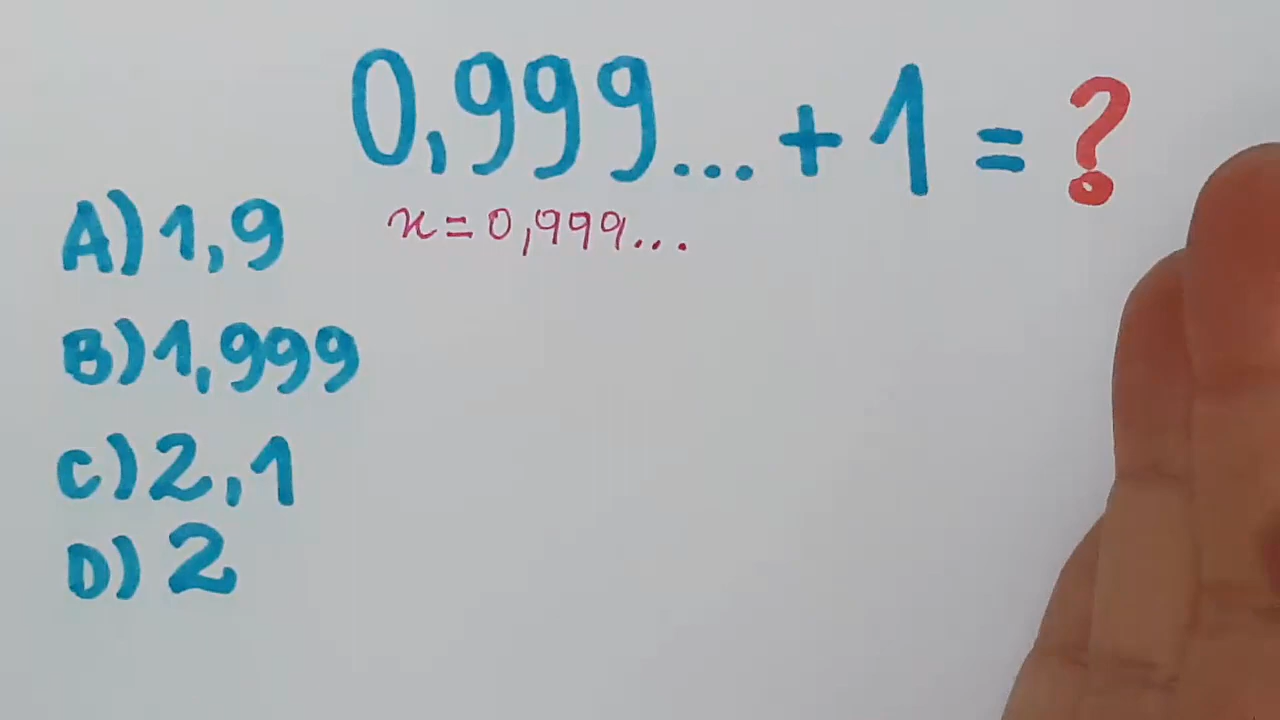 0,999... + 1 = ?
x = 0,999...
A) 1,9
B) 1,999
C) 2,1
D) 2